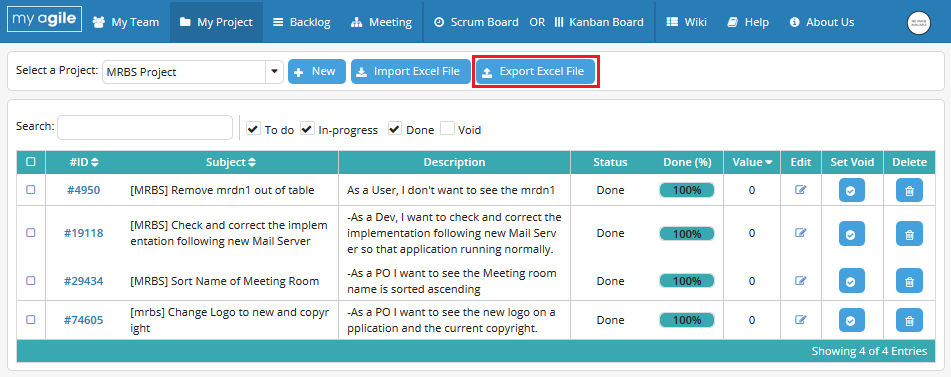 my agile My Team My Project Backlog Meeting Scrum Board OR Kanban Board Wiki Help About Us
Select a Project: MRBS Project New Import Excel File Export Excel File
Search: To do In-progress Done Void
#ID Subject Description Status Done (%) Value Edit Set Void Delete
#4950 [MRBS] Remove mrdn1 out of table As a User, I don't want to see the mrdn1 Done 100% 0
#19118 [MRBS] Check and correct the implem
entation following new Mail Server
-As a Dev, I want to check and correct the
implementation following new Mail Serv
er so that application running normally.
Done 100% 0
#29434 [MRBS] Sort Name of Meeting Room
-As a PO I want to see the Meeting room
name is sorted ascending
Done 100% 0
#74605 [mrbs] Change Logo to new and copyr
ight
-As a PO I want to see the new logo on a
pplication and the current copyright.
Done 100% 0
Showing 4 of 4 Entries